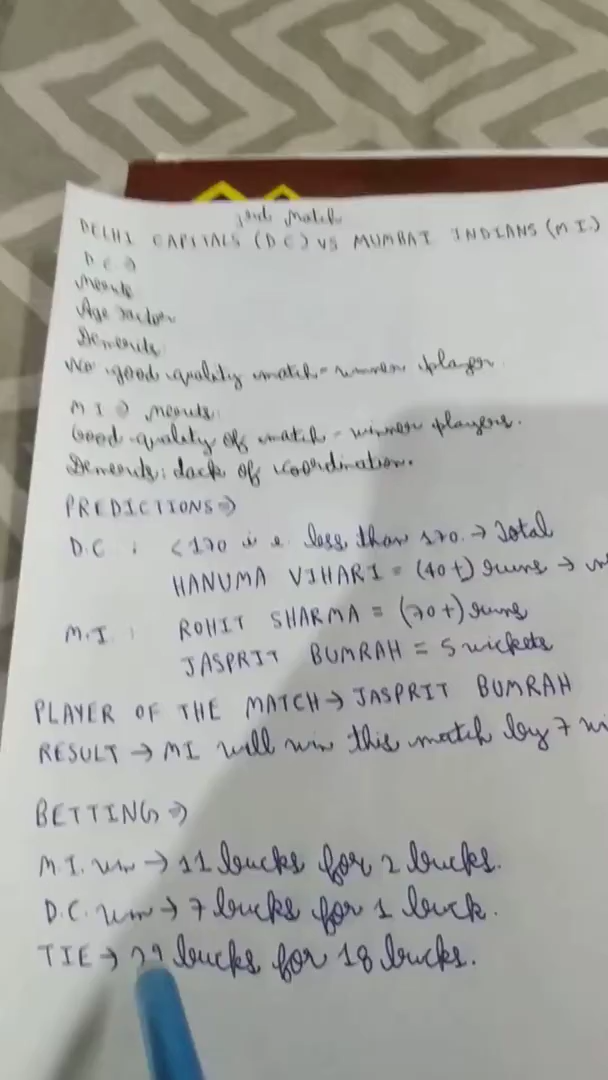 Match
DELHI CAPITALS (DC) VS MUMBAI INDIANS (M.I.)
DC ⇒
Merits
Age factor
Demerits:
No good quality match-winner player.
MI ⇒ Merits:
Good quality of match-winner players.
Demerits: Lack of coordination.
PREDICTIONS ⇒
D.C : <170 i.e. less than 170. → Total
HANUMA VIHARI = (40+) runs →
M.I : ROHIT SHARMA = (70+) runs
JASPRIT BUMRAH = 5 wickets
PLAYER OF THE MATCH → JASPRIT BUMRAH
RESULT → MI will win this match by 7 wi
BETTING ⇒
M.I. win → 11 bucks for 2 bucks.
D.C. win → 7 bucks for 1 buck.
TIE → bucks for 18 bucks.